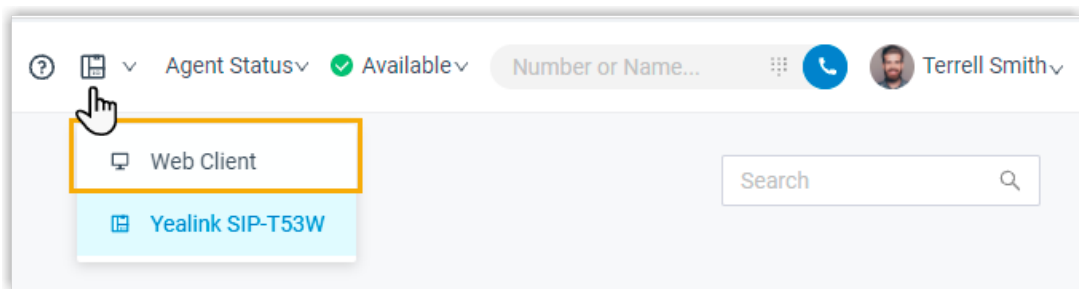 Agent Status Available Number or Name... Terrell Smith
Web Client
Search
Yealink SIP-T53W